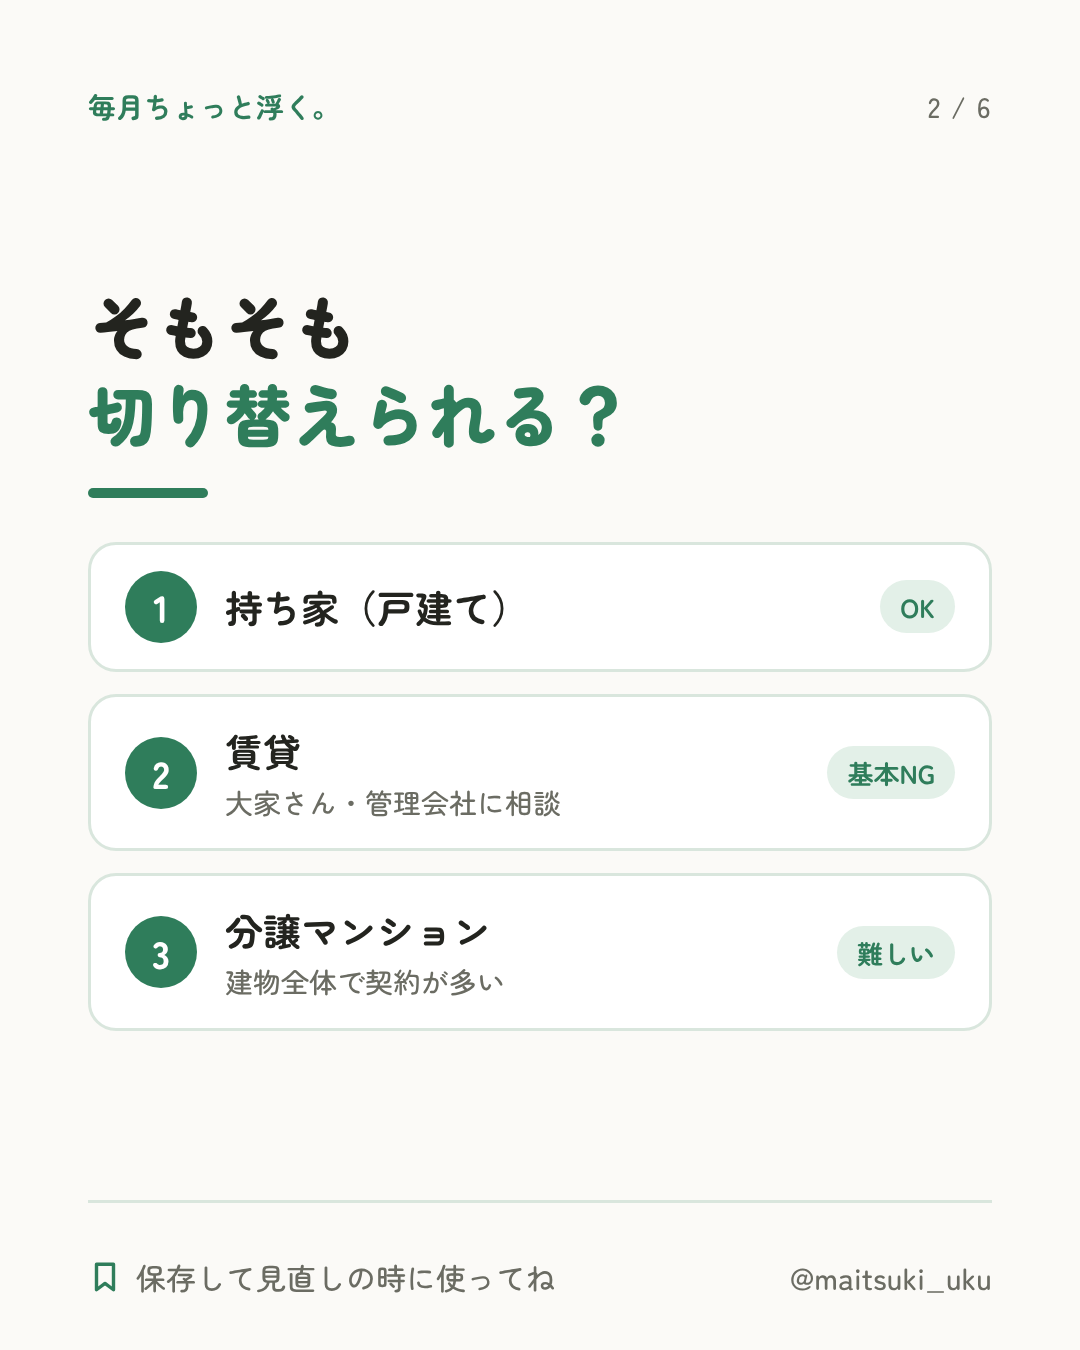 毎月ちょっと浮く。
2 / 6
そもそも
切り替えられる？
1 持ち家（戸建て） OK
2 賃貸 基本NG
大家さん・管理会社に相談
3 分譲マンション 難しい
建物全体で契約が多い
保存して見直しの時に使ってね
@maitsuki_uku